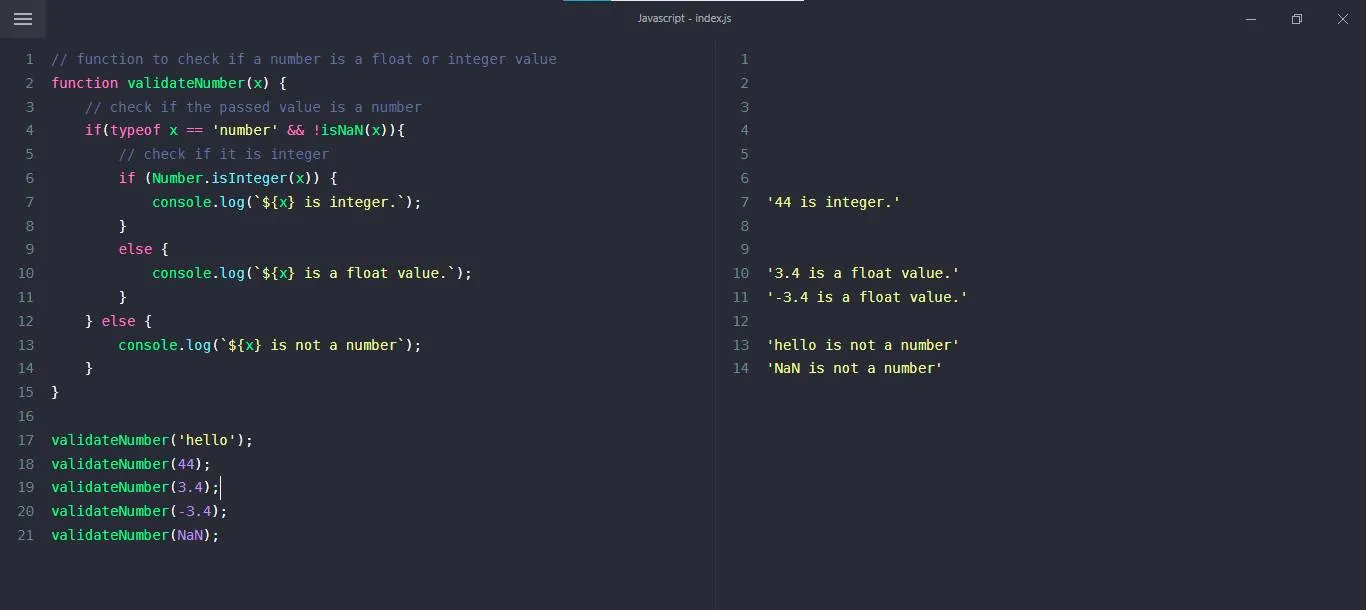 Javascript - index.js
1 // function to check if a number is a float or integer value
2 function validateNumber(x) {
3     // check if the passed value is a number
4     if(typeof x == 'number' && !isNaN(x)){
5         // check if it is integer
6         if (Number.isInteger(x)) {
7             console.log(`${x} is integer.`);
8         }
9         else {
10             console.log(`${x} is a float value.`);
11         }
12     } else {
13         console.log(`${x} is not a number`);
14     }
15 }
16
17 validateNumber('hello');
18 validateNumber(44);
19 validateNumber(3.4);
20 validateNumber(-3.4);
21 validateNumber(NaN);
1
2
3
4
5
6
7 '44 is integer.'
8
9
10 '3.4 is a float value.'
11 '-3.4 is a float value.'
12
13 'hello is not a number'
14 'NaN is not a number'